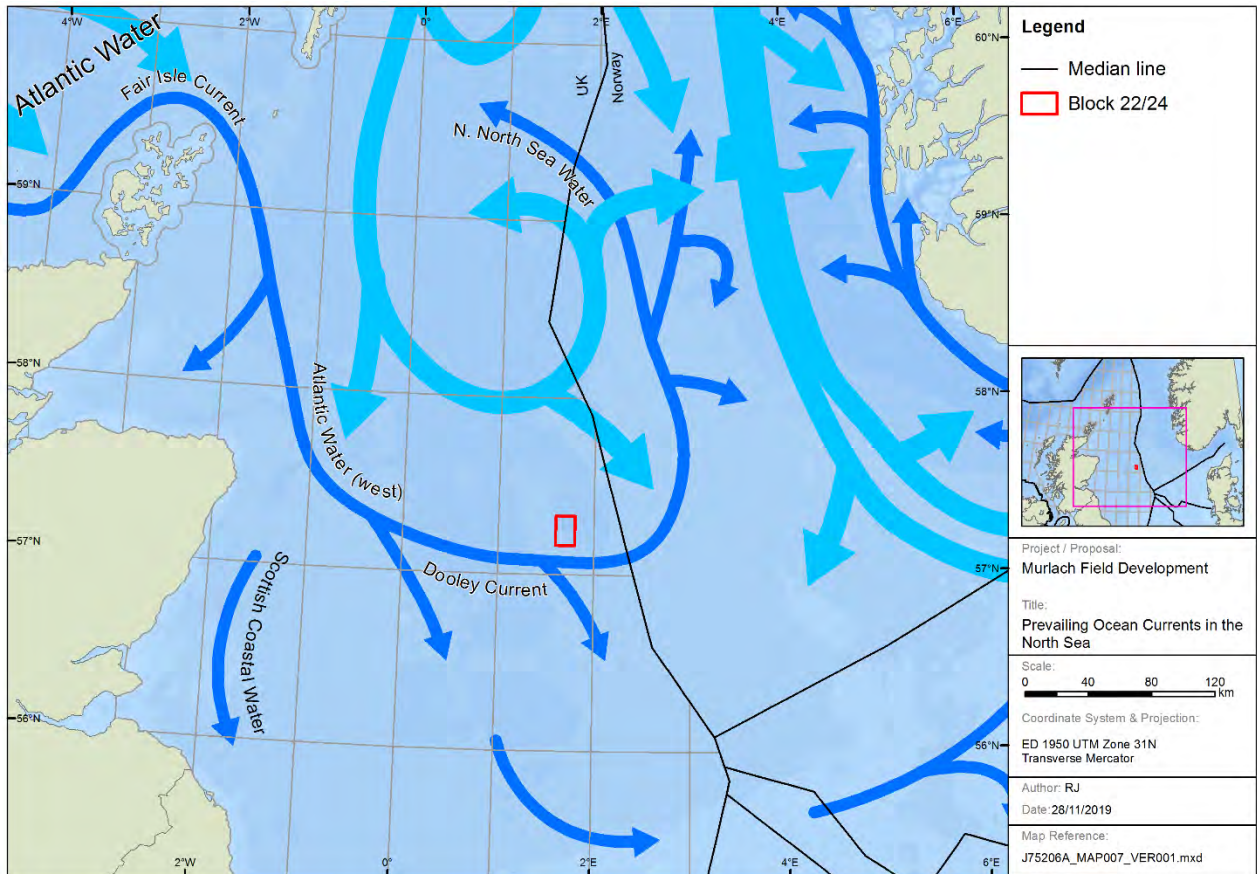 4°W
2°W
0°
2°E
4°E
6°E
60°N
59°N
59°N
58°N
58°N
57°N
57°N
56°N
56°N
2°W
0°
2°E
4°E
6°E
Atlantic Water
Fair Isle Current
N. North Sea Water
UK
Norway
Atlantic Water (west)
Dooley Current
Scottish Coastal Water
Legend
Median line
Block 22/24
Project / Proposal:
Murlach Field Development
Title:
Prevailing Ocean Currents in the
North Sea
Scale:
0 40 80 120
km
Coordinate System & Projection:
ED 1950 UTM Zone 31N
Transverse Mercator
Author: RJ
Date:28/11/2019
Map Reference:
J75206A_MAP007_VER001.mxd